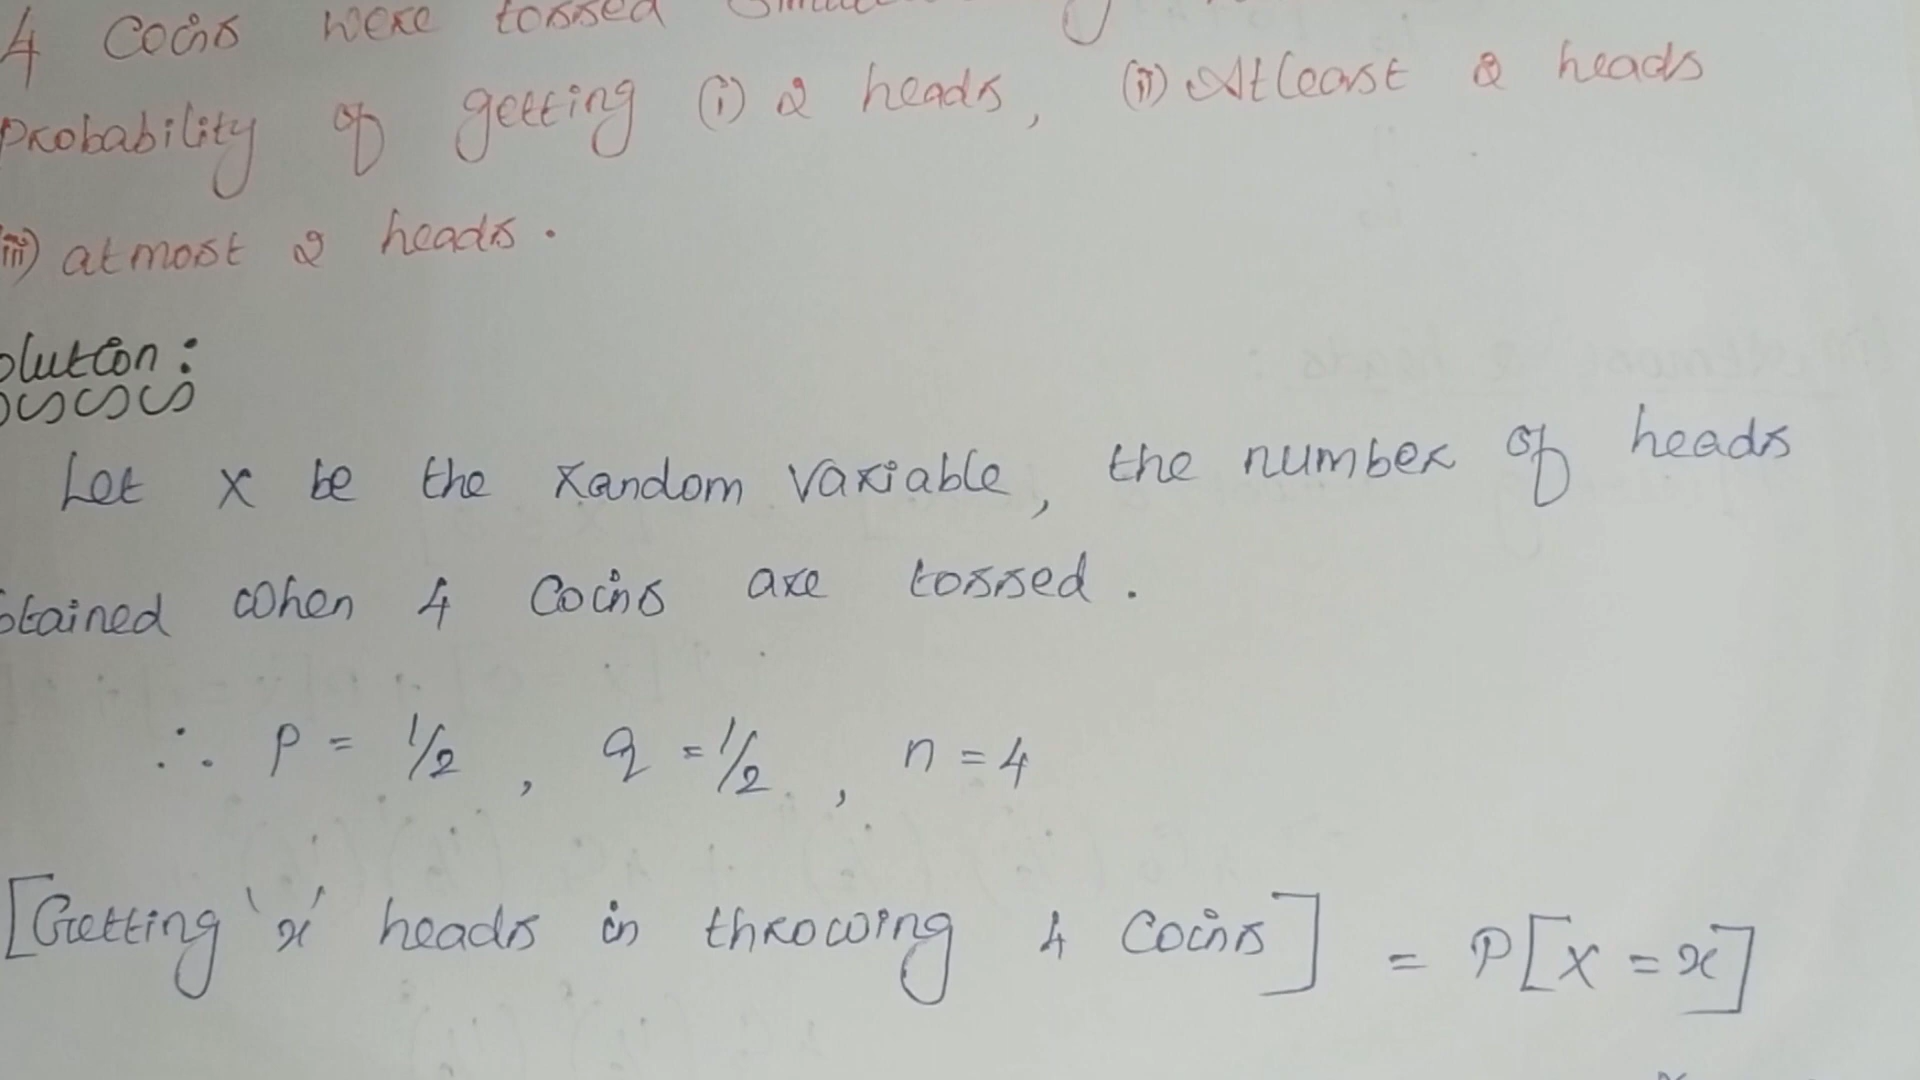 4 Coins were tossed
Probability of getting (i) 2 heads, (ii) Atleast 2 heads
iii) atmost 2 heads.
olution:
Let X be the random variable, the number of heads
btained when 4 Coins are tossed.
∴ p = 1/2, q = 1/2, n = 4
[Getting 'x' heads in throwing 4 Coins] = P[X = x]